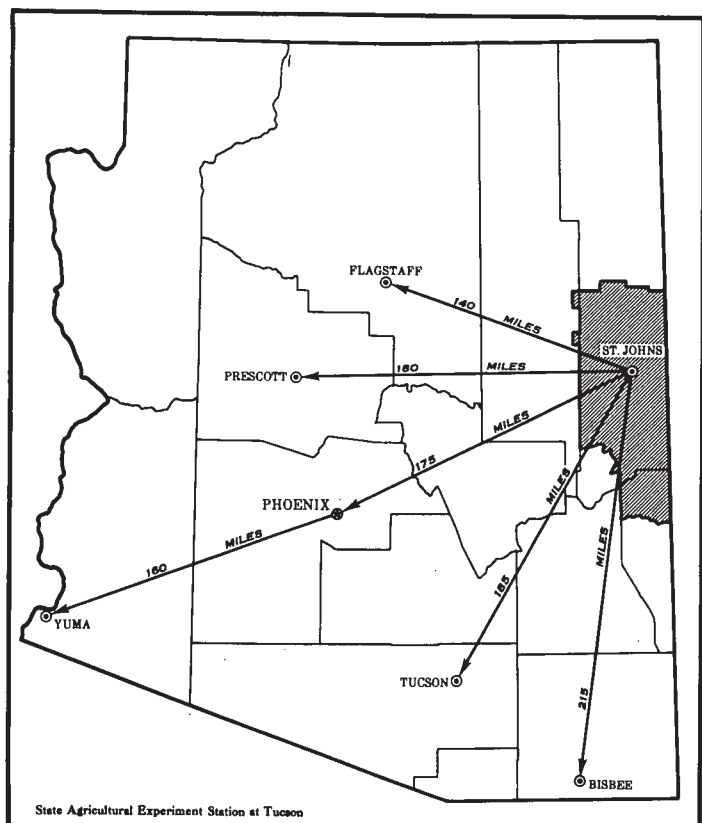 FLAGSTAFF
140 MILES
ST. JOHNS
PRESCOTT
180 MILES
175 MILES
PHOENIX
160 MILES
YUMA
185 MILES
TUCSON
215 MILES
BISBEE
State Agricultural Experiment Station at Tucson